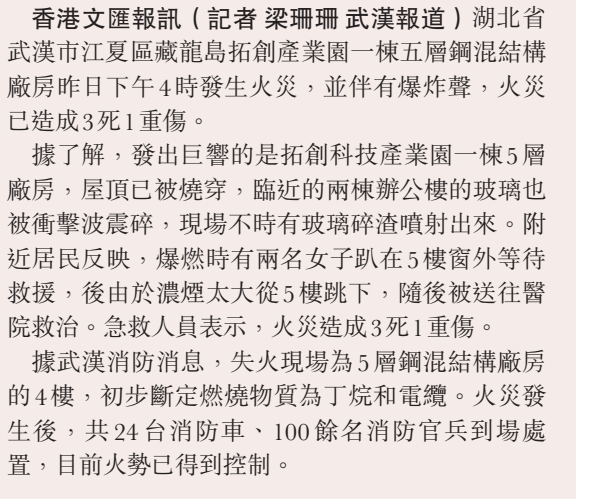 香港文匯報訊（記者 梁珊珊 武漢報道）湖北省
武漢市江夏區藏龍島拓創產業園一棟五層鋼混結構
廠房昨日下午4時發生火災，並伴有爆炸聲，火災
已造成3死1重傷。
據了解，發出巨響的是拓創科技產業園一棟5層
廠房，屋頂已被燒穿，臨近的兩棟辦公樓的玻璃也
被衝擊波震碎，現場不時有玻璃碎渣噴射出來。附
近居民反映，爆燃時有兩名女子趴在5樓窗外等待
救援，後由於濃煙太大從5樓跳下，隨後被送往醫
院救治。急救人員表示，火災造成3死1重傷。
據武漢消防消息，失火現場為5層鋼混結構廠房
的4樓，初步斷定燃燒物質為丁烷和電纜。火災發
生後，共24台消防車、100餘名消防官兵到場處
置，目前火勢已得到控制。